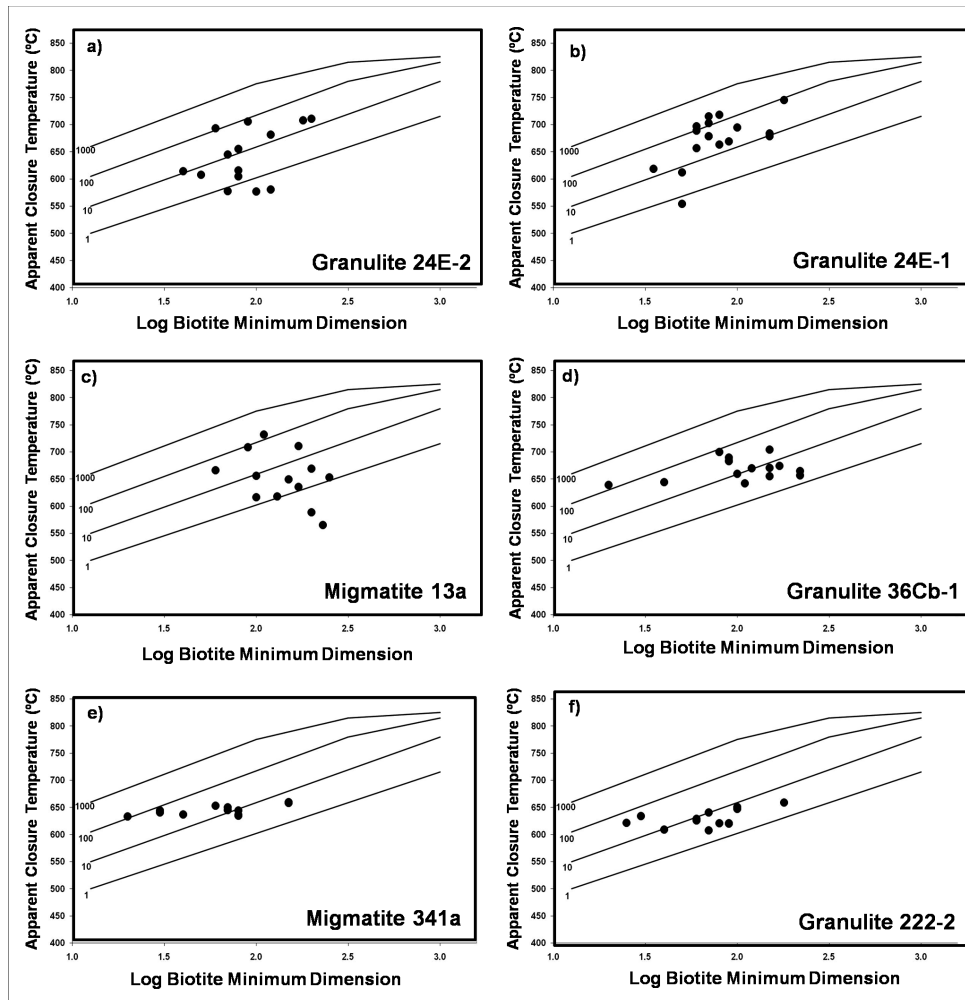 Apparent Closure Temperature (ºC)
850
800
750
700
650
600
550
500
450
400
a)
1000
100
10
1
Granulite 24E-2
1.0 1.5 2.0 2.5 3.0
Log Biotite Minimum Dimension
Apparent Closure Temperature (ºC)
850
800
750
700
650
600
550
500
450
400
b)
1000
100
10
1
Granulite 24E-1
1.0 1.5 2.0 2.5 3.0
Log Biotite Minimum Dimension
Apparent Closure Temperature (ºC)
850
800
750
700
650
600
550
500
450
400
c)
1000
100
10
1
Migmatite 13a
1.0 1.5 2.0 2.5 3.0
Log Biotite Minimum Dimension
Apparent Closure Temperature (ºC)
850
800
750
700
650
600
550
500
450
400
d)
1000
100
10
1
Granulite 36Cb-1
1.0 1.5 2.0 2.5 3.0
Log Biotite Minimum Dimension
Apparent Closure Temperature (ºC)
850
800
750
700
650
600
550
500
450
400
e)
1000
100
10
1
Migmatite 341a
1.0 1.5 2.0 2.5 3.0
Log Biotite Minimum Dimension
Apparent Closure Temperature (ºC)
850
800
750
700
650
600
550
500
450
400
f)
1000
100
10
1
Granulite 222-2
1.0 1.5 2.0 2.5 3.0
Log Biotite Minimum Dimension